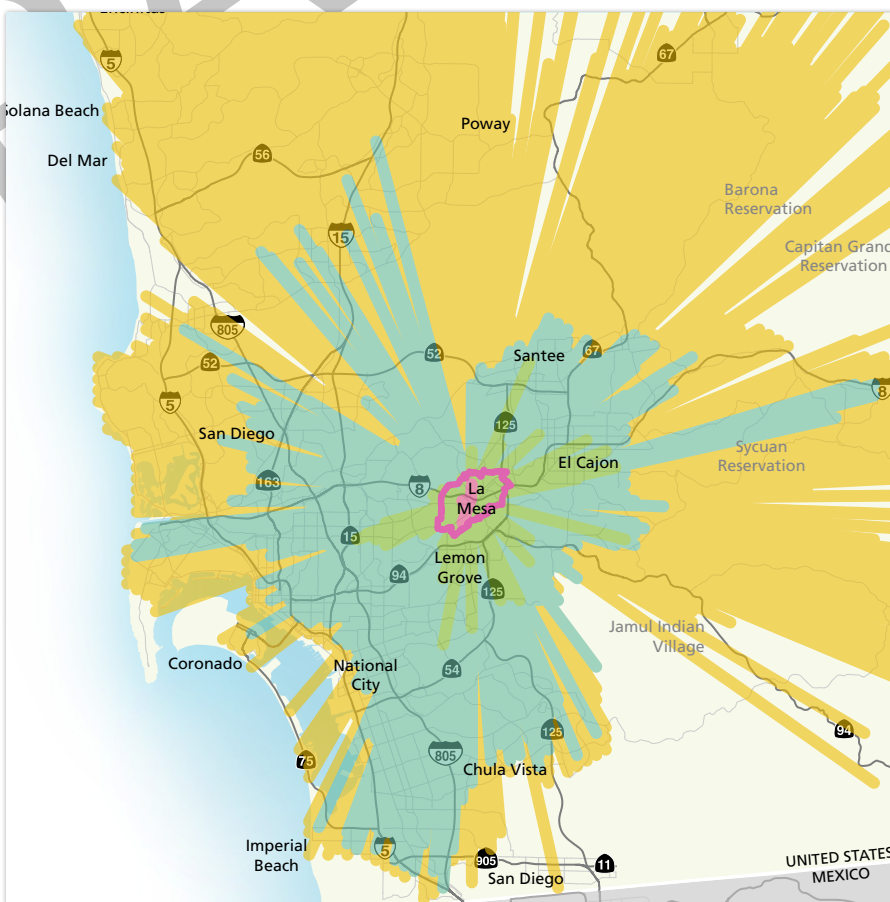 5
67
Solana Beach
Poway
56
Del Mar
Barona
Reservation
15
Capitan Grand
Reservation
805
52
52
Santee
67
5
8
125
San Diego
El Cajon
Sycuan
Reservation
163
8
La
Mesa
15
Lemon
Grove
94
125
Jamul Indian
Village
Coronado
National
City
54
125
94
75
805
Chula Vista
Imperial
Beach
5
905
11
San Diego
UNITED STATES
MEXICO